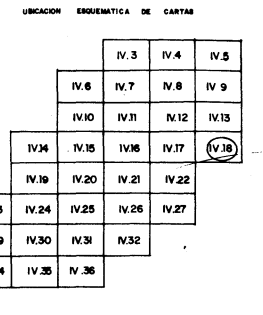 UBICACION ESQUEMATICA DE CARTAS
IV. 3 IV. 4 IV. 5
IV. 6 IV. 7 IV. 8 IV 9
IV.10 IV.11 IV. 12 IV.13
IV.14 IV.15 IV.16 IV.17 IV.18
IV.19 IV.20 IV.21 IV.22
IV.24 IV.25 IV.26 IV.27
IV.30 IV.31 IV.32
IV.35 IV.36